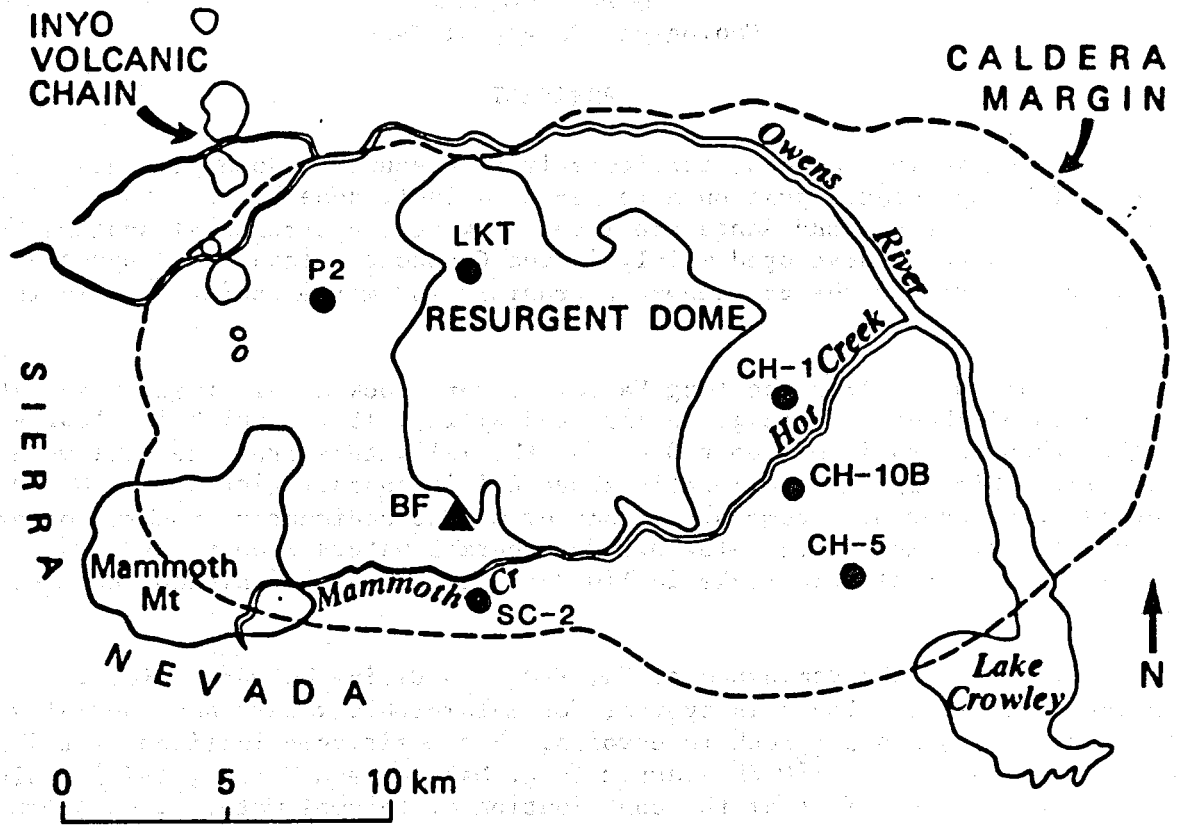 INYO
VOLCANIC
CHAIN
CALDERA
MARGIN
Owens
River
LKT
P2
RESURGENT DOME
CH-1
Creek
Hot
CH-10B
BF
CH-5
SIERRA
Mammoth
Mt
Mammoth Cr
SC-2
NEVADA
Lake
Crowley
N
0 5 10 km